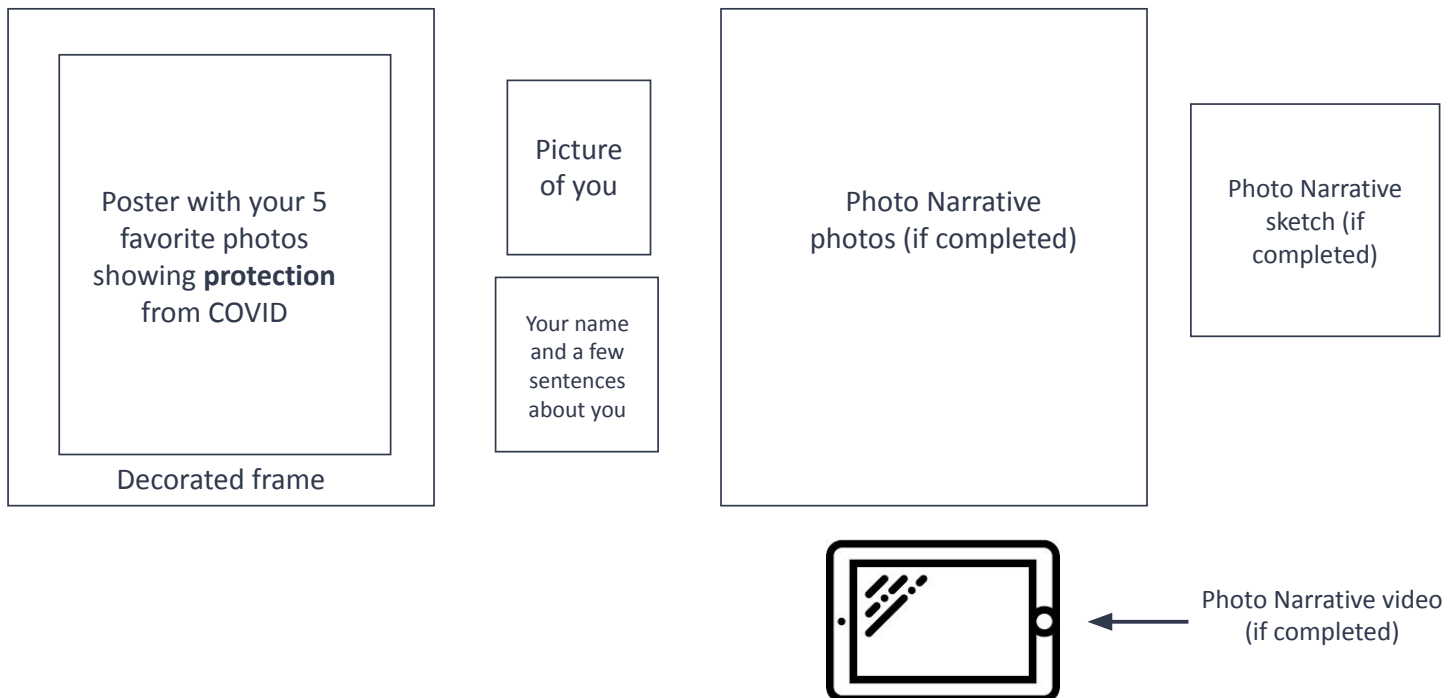 Poster with your 5
favorite photos
showing protection
from COVID
Decorated frame
Picture
of you
Your name
and a few
sentences
about you
Photo Narrative
photos (if completed)
Photo Narrative
sketch (if
completed)
Photo Narrative video
(if completed)